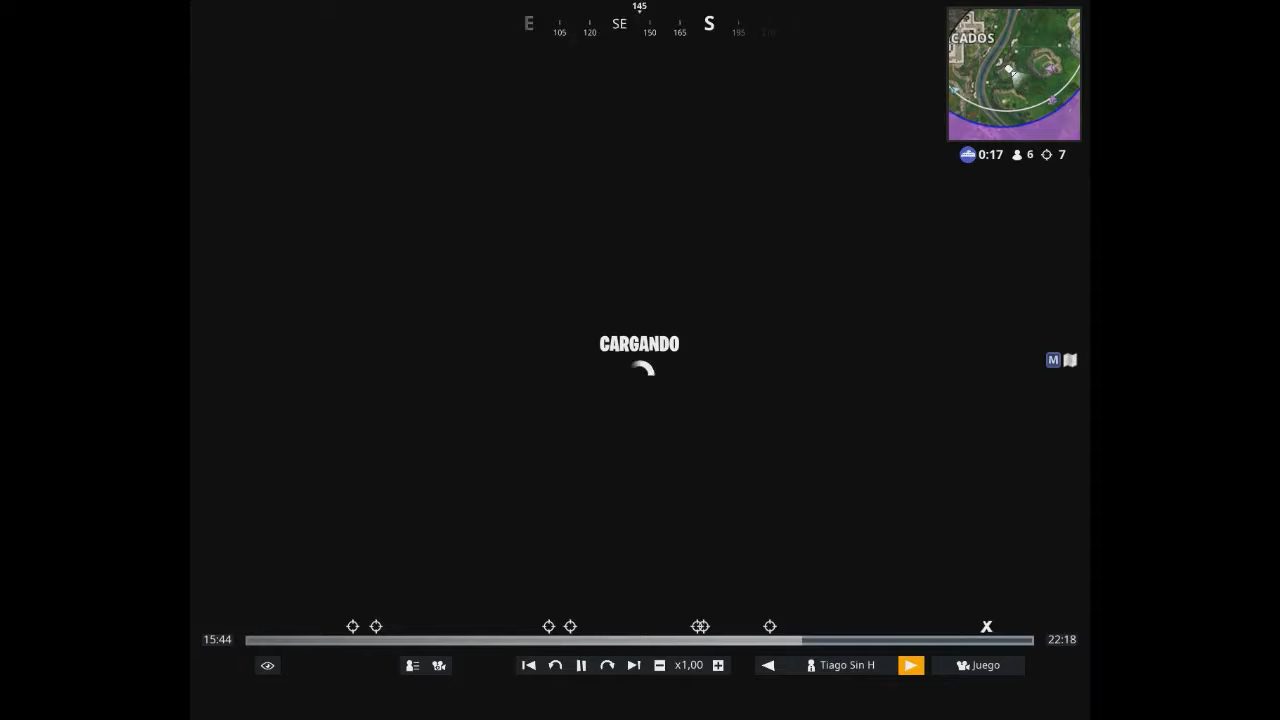 145
E 105 120 SE 150 165 S 195
CADOS
0:17 6 7
CARGANDO
M
X
15:44 22:18
x1,00 Tiago Sin H Juego